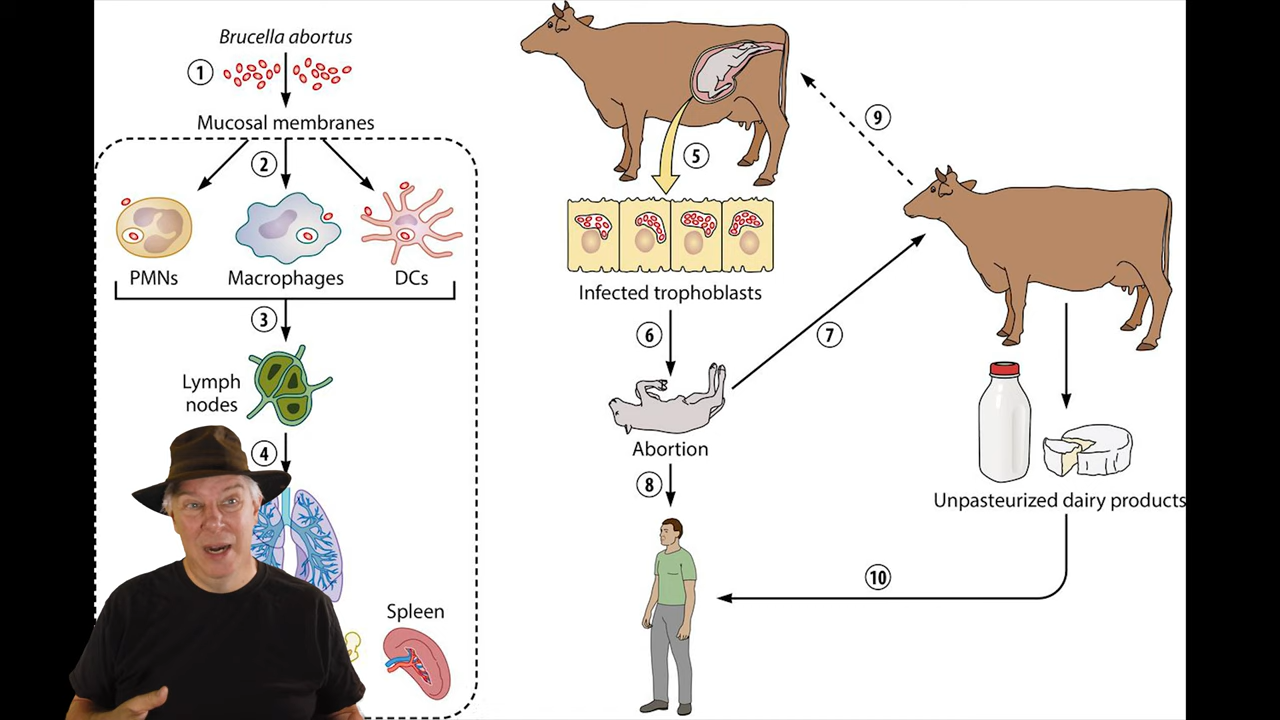 Brucella abortus
1
Mucosal membranes
2
PMNs
Macrophages
DCs
3
Lymph
nodes
4
Spleen
5
Infected trophoblasts
6
Abortion
7
8
9
Unpasteurized dairy products
10